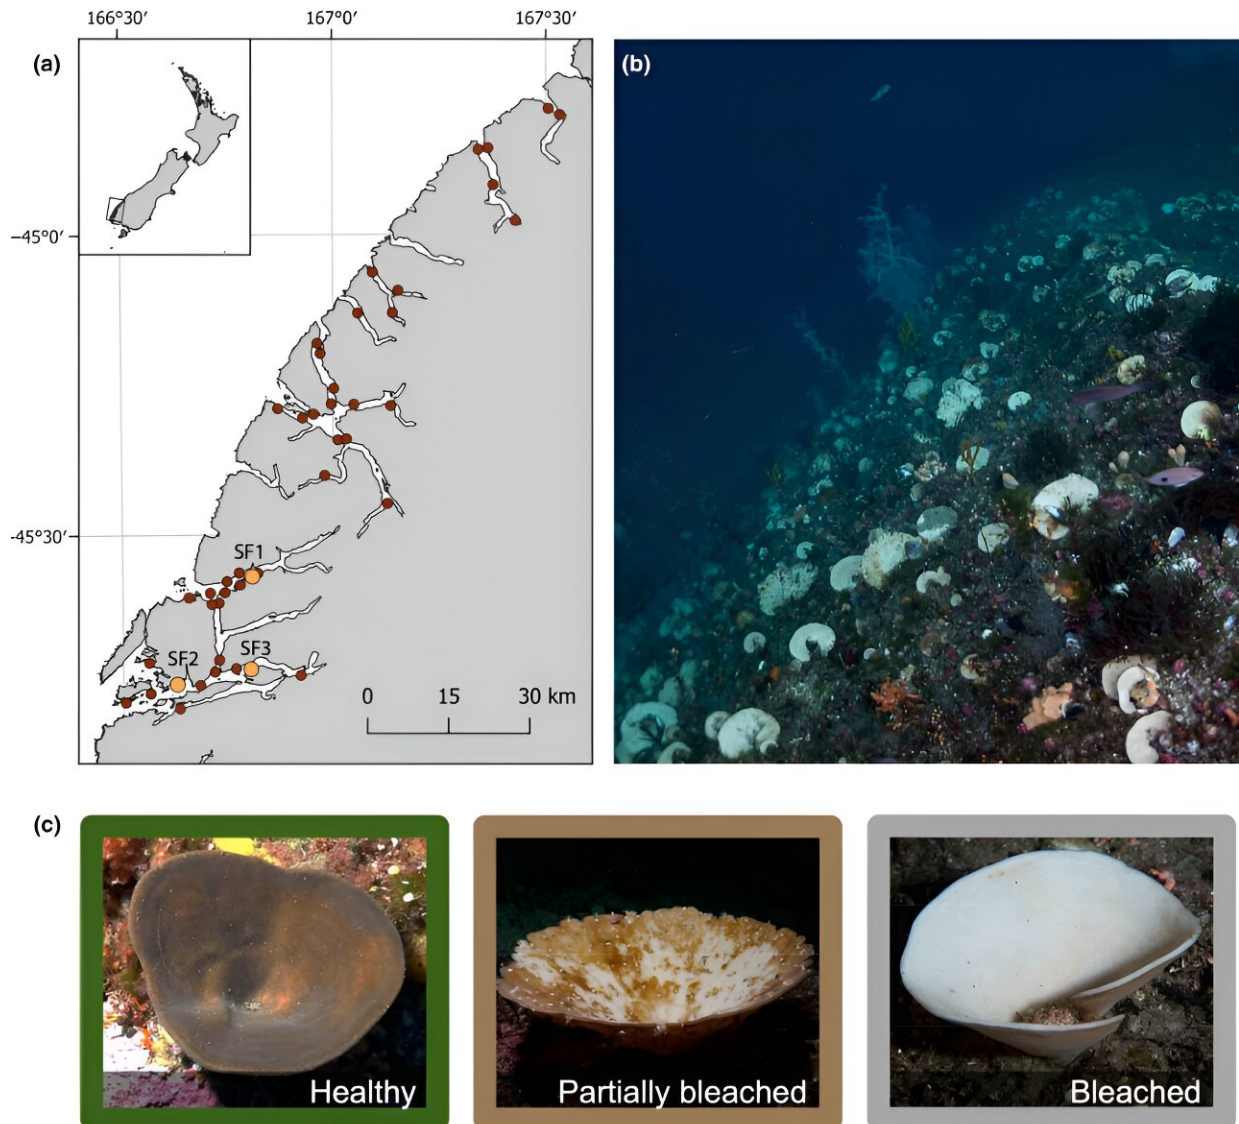 166°30' 167°0' 167°30'
(a)
(b)
−45°0'
-45°30'
SF1
SF2
SF3
0 15 30 km
(c)
Healthy
Partially bleached
Bleached